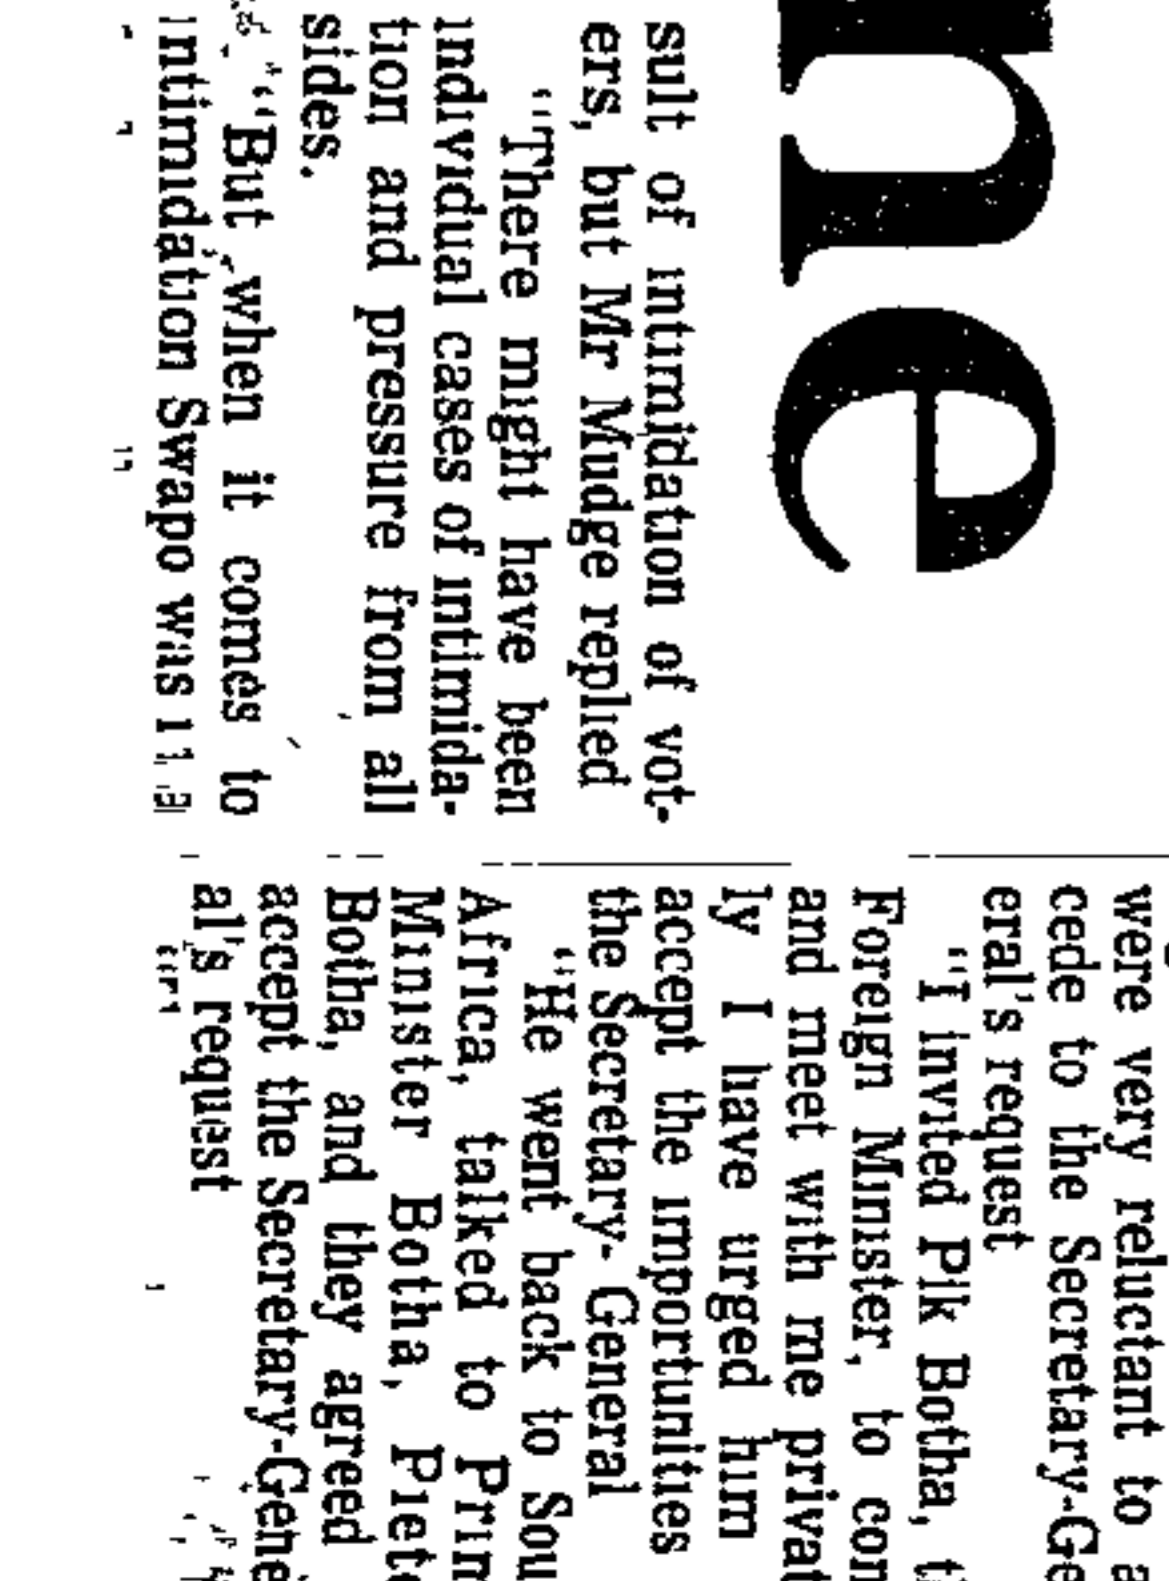 ne
sult of intimidation of vot-
ers, but Mr Mudge replied
"There might have been
individual cases of intimida-
tion and pressure from all
sides.
"But when it comes to
intimidation Swapo was
were very reluctant to a
cede to the Secretary-Ge
eral's request
"I invited Pik Botha, t
Foreign Minister, to con
and meet with me privat
ly I have urged him
accept the importunities
the Secretary- General
"He went back to Sou
Africa, talked to Prim
Minister Botha, Piete
Botha, and they agreed
accept the Secretary-Gene
al's request